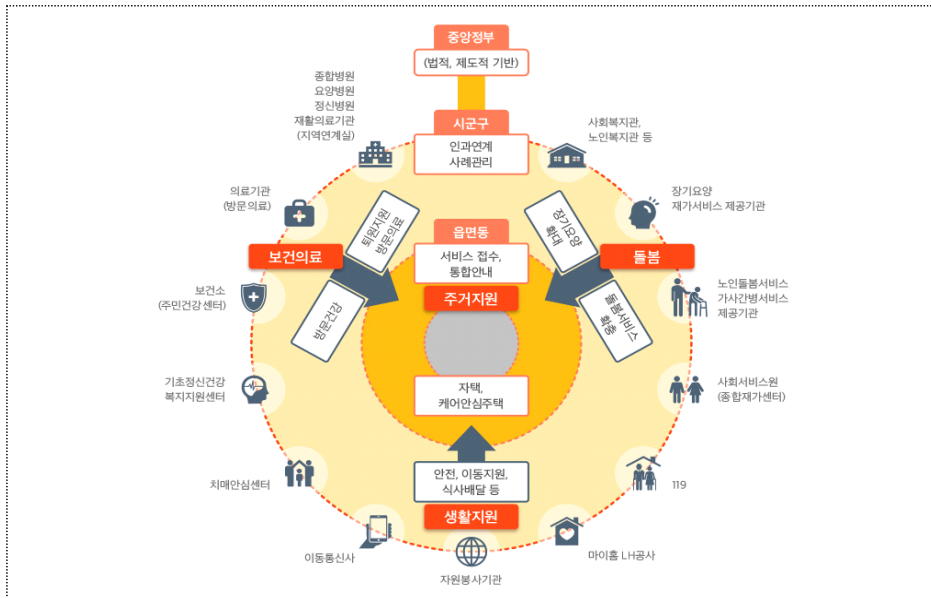 중앙정부
(법적, 제도적 기반)
종합병원
요양병원
정신병원
재활의료기관
(지역연계실)
시군구
인과연계
사례관리
사회복지관,
노인복지관 등
의료기관
(방문의료)
장기요양
재가서비스 제공기관
퇴원지원
방문의료
읍면동
서비스 접수,
통합안내
장기요양
확대
보건의료
주거지원
돌봄
보건소
(주민건강센터)
방문건강
돌봄서비스
확충
노인돌봄서비스
가사간병서비스
제공기관
기초정신건강
복지지원센터
자택,
케어안심주택
사회서비스원
(종합재가센터)
치매안심센터
안전, 이동지원,
식사배달 등
119
생활지원
이동통신사
자원봉사기관
마이홈 LH공사